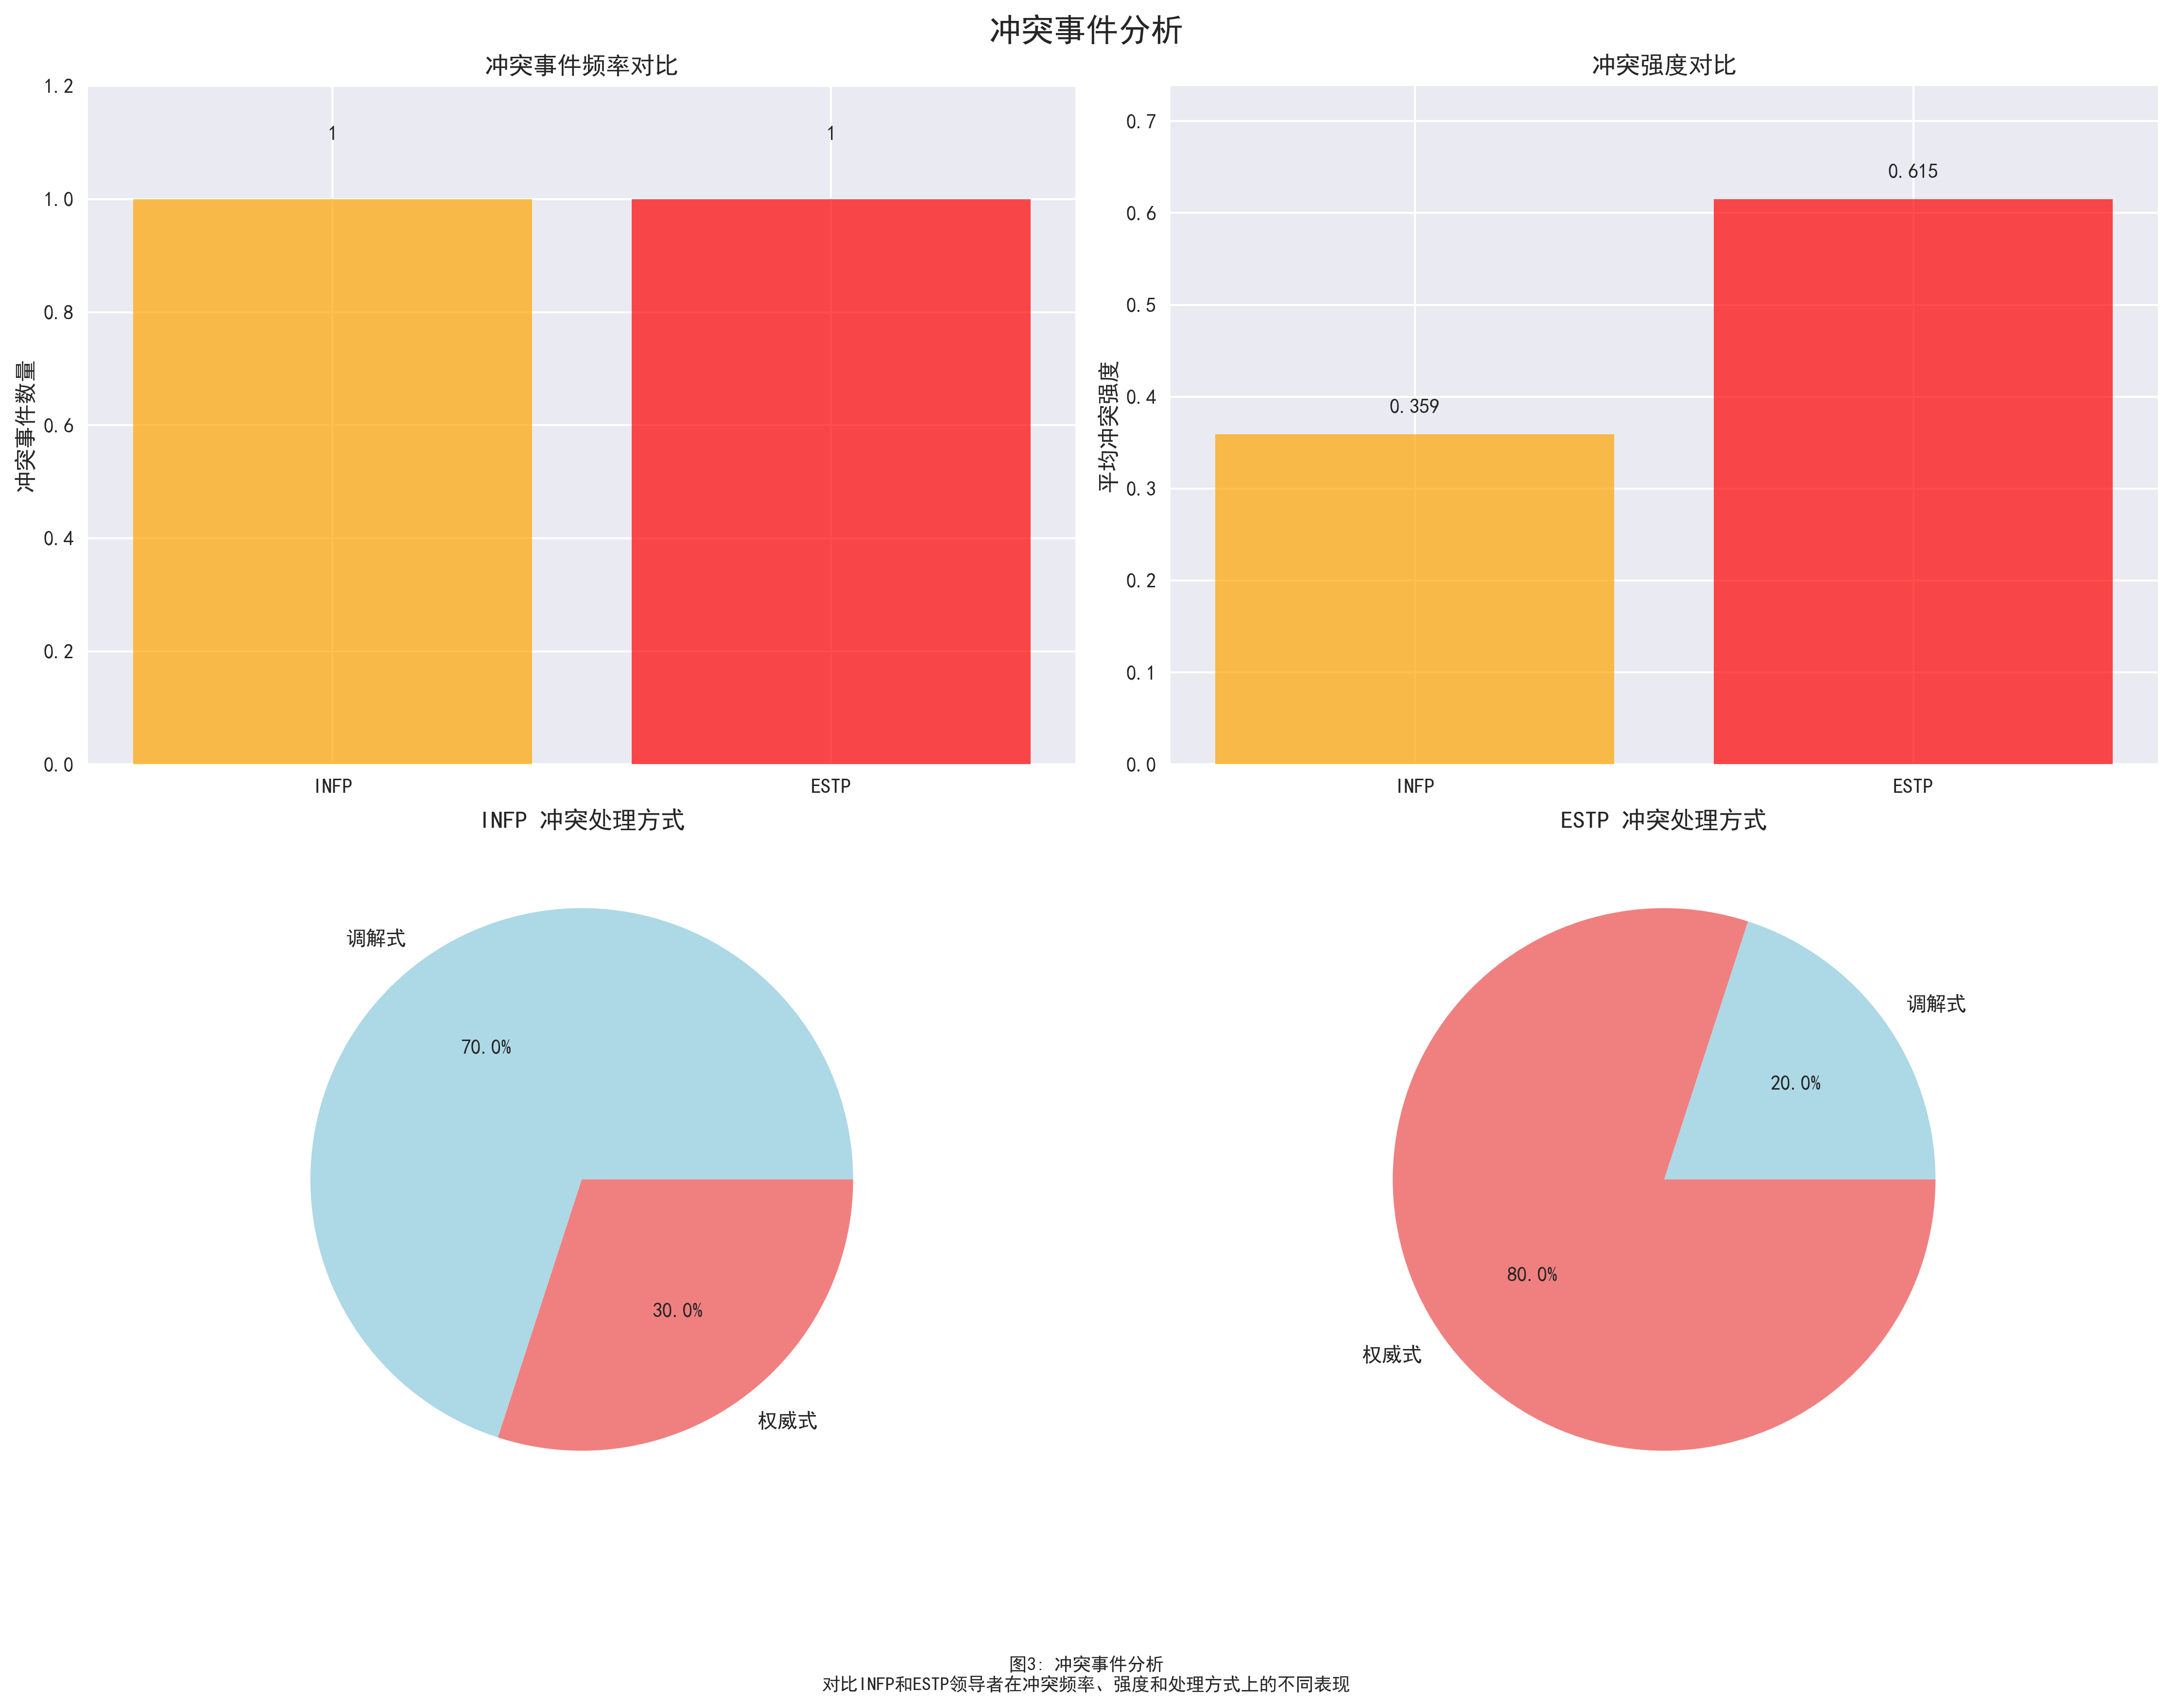 冲突事件分析
冲突事件频率对比
1.2
1.0
0.8
0.6
0.4
0.2
0.0
冲突事件数量
1
1
INFP
ESTP
冲突强度对比
0.7
0.6
0.5
0.4
0.3
0.2
0.1
0.0
平均冲突强度
0.359
0.615
INFP
ESTP
INFP 冲突处理方式
调解式
70.0%
30.0%
权威式
ESTP 冲突处理方式
调解式
20.0%
80.0%
权威式
图3: 冲突事件分析
对比INFP和ESTP领导者在冲突频率、强度和处理方式上的不同表现